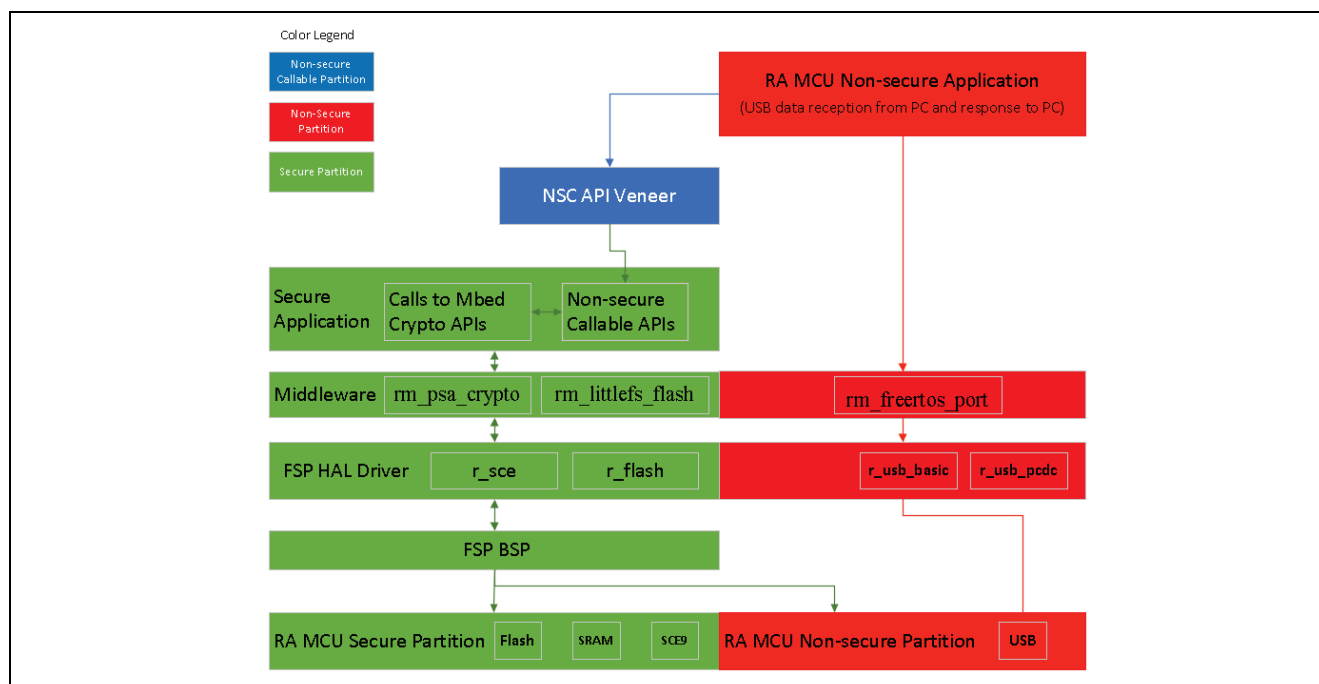 Color Legend
Non-secure
Callable Partition
Non-Secure
Partition
Secure Partition
RA MCU Non-secure Application
(USB data reception from PC and response to PC)
NSC API Veneer
Secure
Application
Calls to Mbed
Crypto APIs
Non-secure
Callable APIs
Middleware
rm_psa_crypto
rm_littlefs_flash
rm_freertos_port
FSP HAL Driver
r_sce
r_flash
r_usb_basic
r_usb_pcdc
FSP BSP
RA MCU Secure Partition
Flash
SRAM
SCE9
RA MCU Non-secure Partition
USB